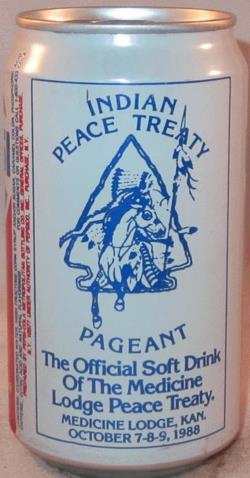 INDIAN
PEACE TREATY
PAGEANT
The Official Soft Drink
Of The Medicine
Lodge Peace Treaty.
MEDICINE LODGE, KAN.
OCTOBER 7-8-9, 1988